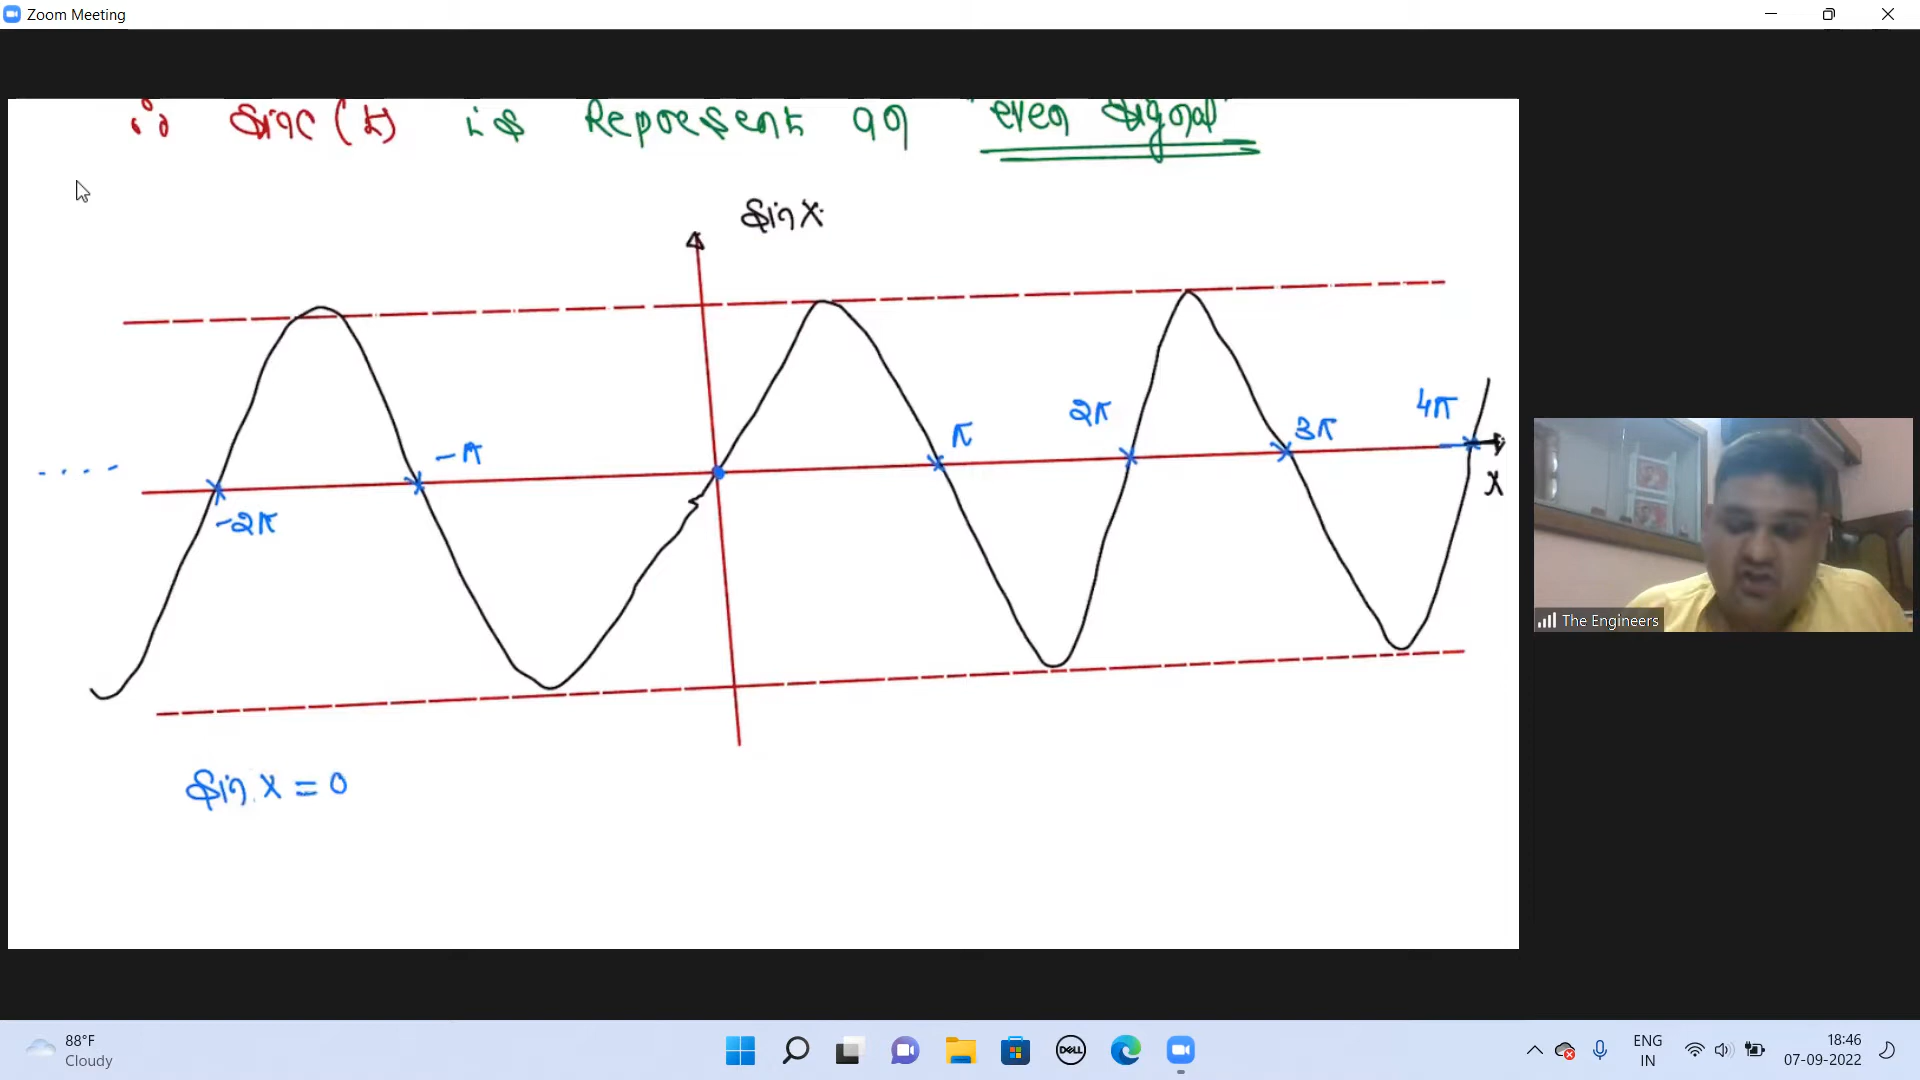 Zoom Meeting
∴ Sinc(t) is Represent an "even signal"
Sin x
4π
2π
3π
π
-π
. . . .
x
-2π
The Engineers
Sin x = 0
88°F
Cloudy
DELL
ENG
IN
18:46
07-09-2022